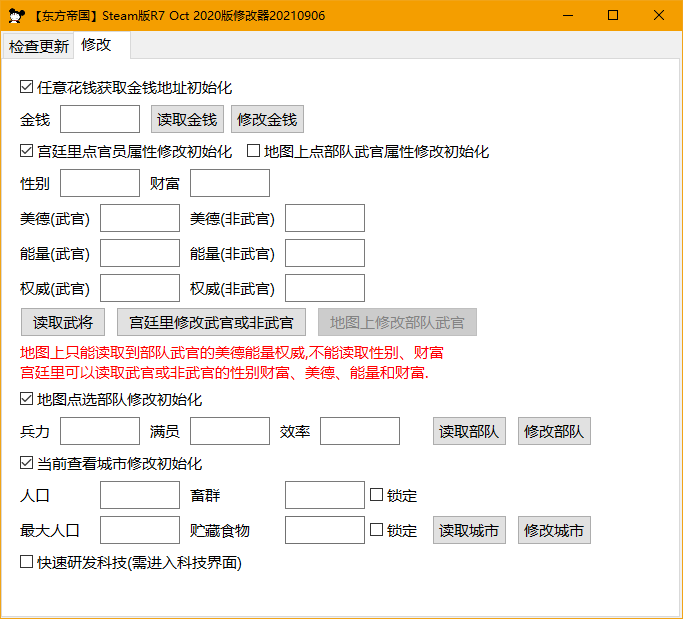 【东方帝国】Steam版R7 Oct 2020版修改器20210906
检查更新 修改
任意花钱获取金钱地址初始化
金钱 读取金钱 修改金钱
宫廷里点官员属性修改初始化 地图上点部队武官属性修改初始化
性别 财富
美德(武官) 美德(非武官)
能量(武官) 能量(非武官)
权威(武官) 权威(非武官)
读取武将 宫廷里修改武官或非武官 地图上修改部队武官
地图上只能读取到部队武官的美德能量权威,不能读取性别、财富
宫廷里可以读取武官或非武官的性别财富、美德、能量和财富.
地图点选部队修改初始化
兵力 满员 效率 读取部队 修改部队
当前查看城市修改初始化
人口 畜群 锁定
最大人口 贮藏食物 锁定 读取城市 修改城市
快速研发科技(需进入科技界面)